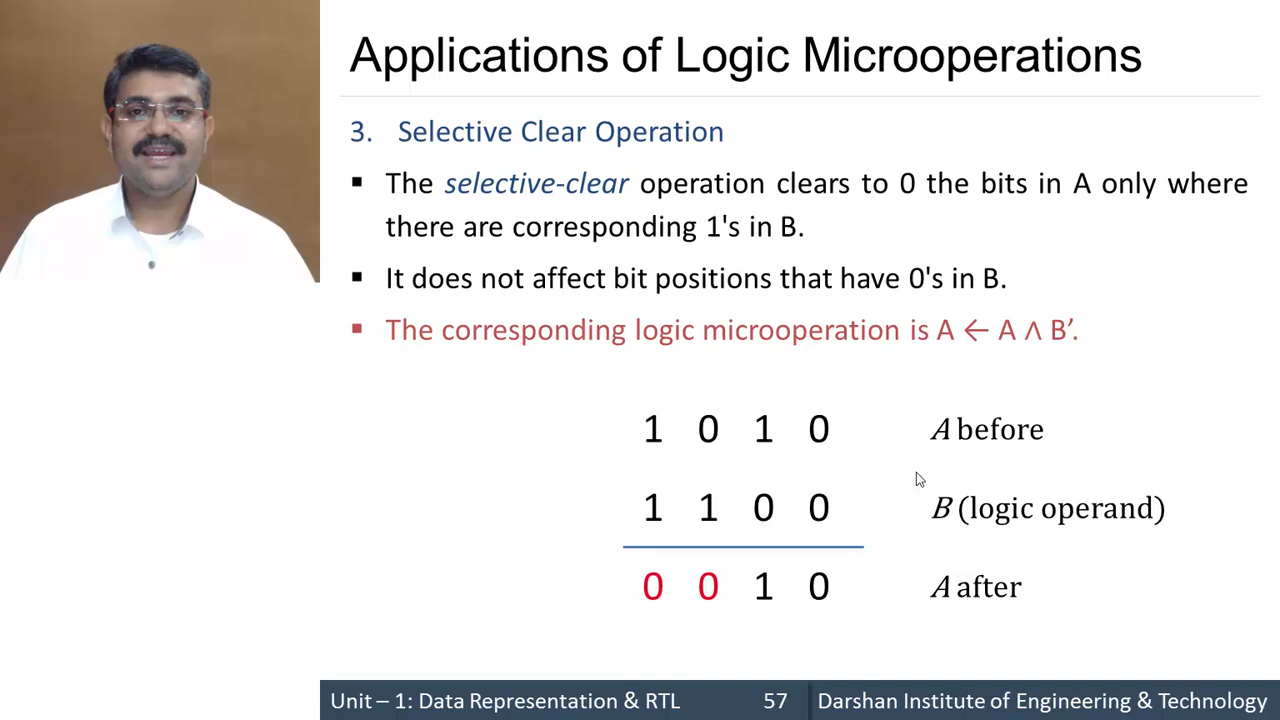 Applications of Logic Microoperations
3. Selective Clear Operation
▪ The selective-clear operation clears to 0 the bits in A only where
there are corresponding 1's in B.
▪ It does not affect bit positions that have 0's in B.
▪ The corresponding logic microoperation is A ← A ∧ B’.
1 0 1 0 A before
1 1 0 0 B (logic operand)
0 0 1 0 A after
Unit – 1: Data Representation & RTL 57 Darshan Institute of Engineering & Technology